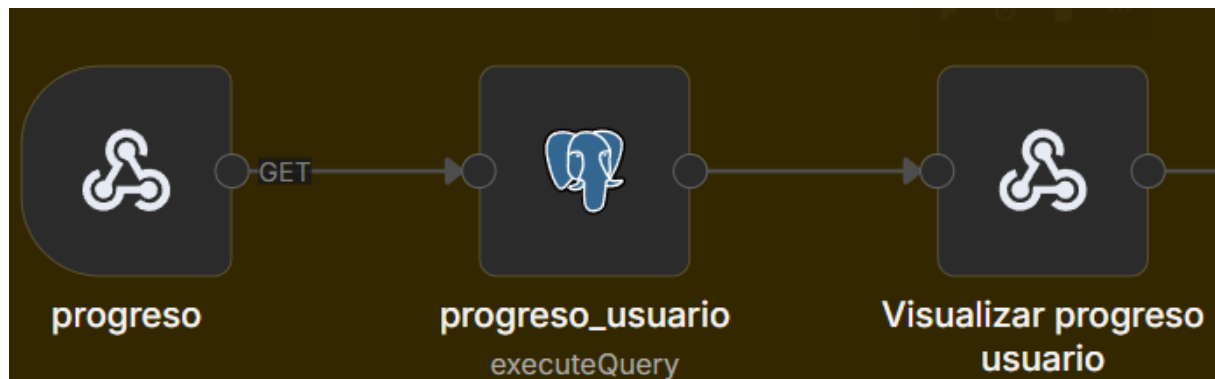 GET
progreso
progreso_usuario
executeQuery
Visualizar progreso
usuario